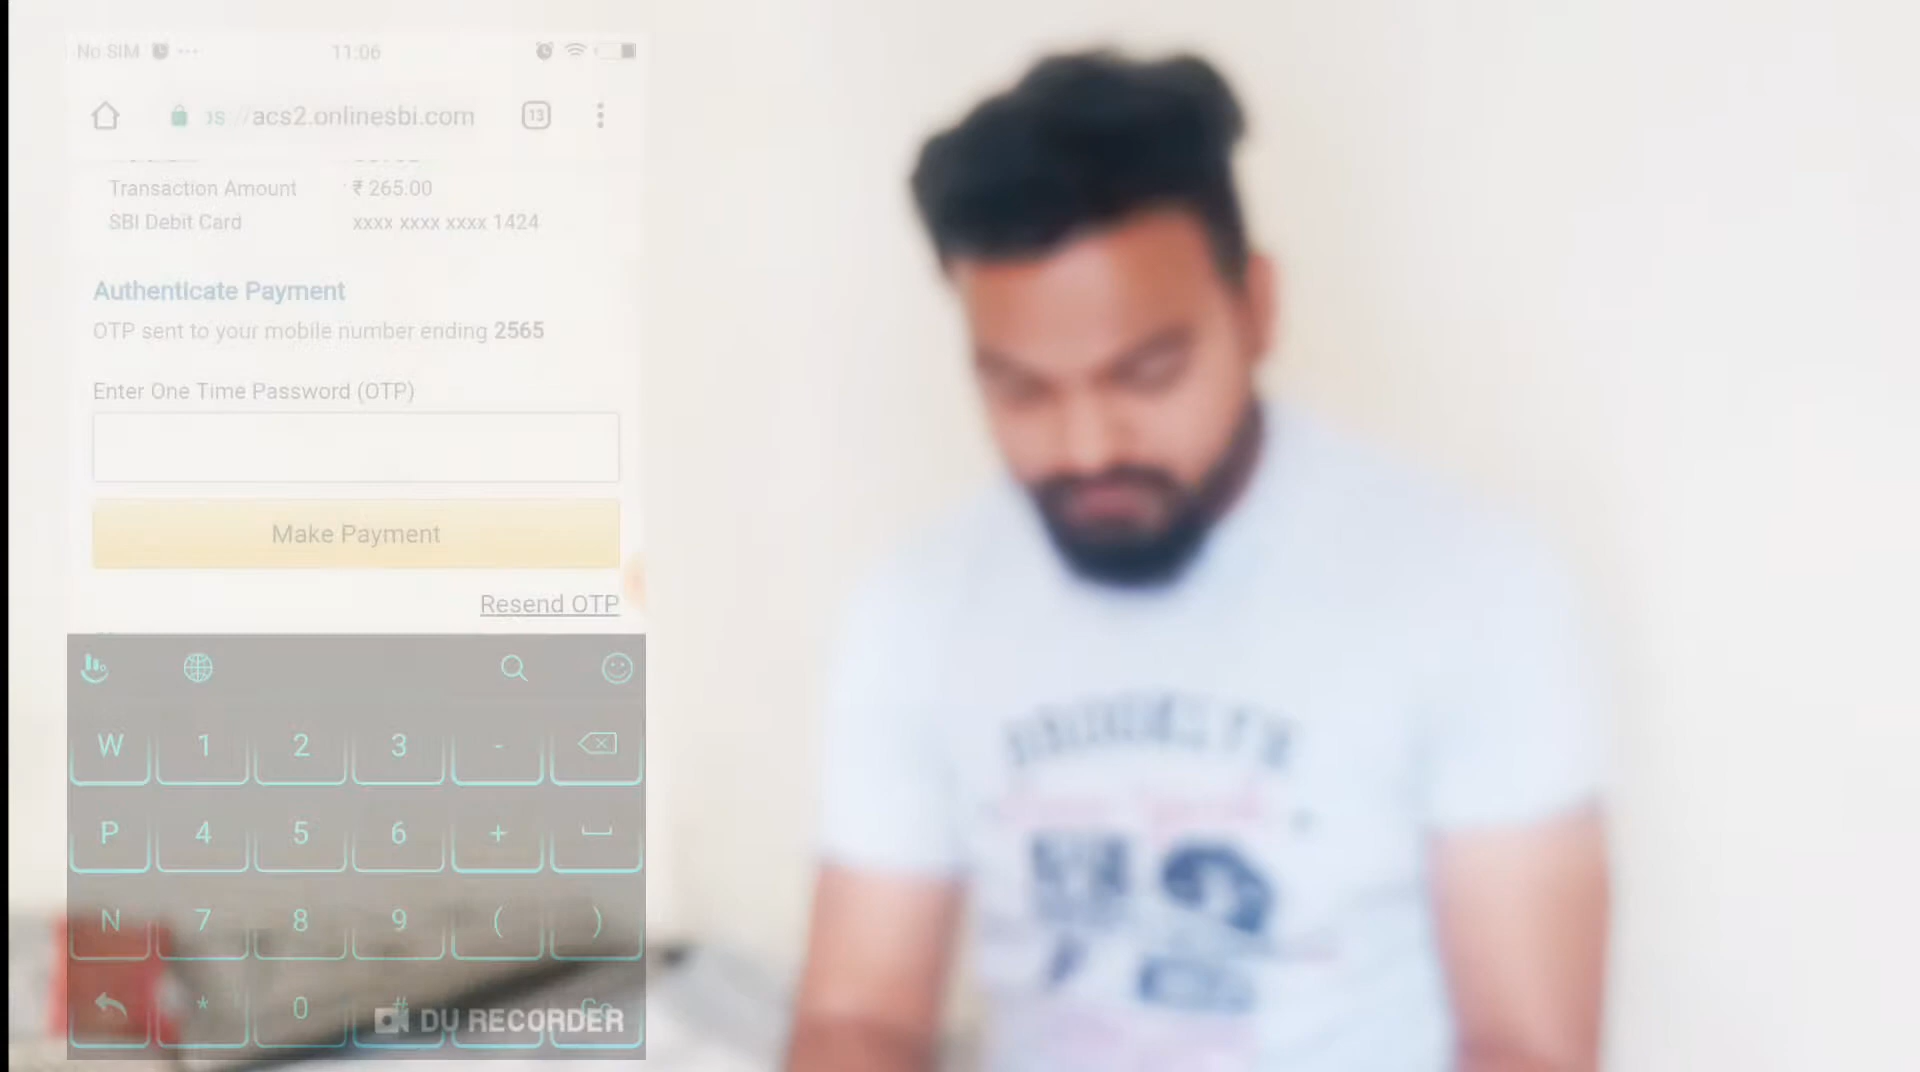 No SIM 11:06
s://acs2.onlinesbi.com 13
Transaction Amount ₹ 265.00
SBI Debit Card xxxx xxxx xxxx 1424
Authenticate Payment
OTP sent to your mobile number ending 2565
Enter One Time Password (OTP)
Make Payment
Resend OTP
W 1 2 3 -
P 4 5 6 +
N 7 8 9 ( )
* 0 # Go
DU RECORDER
BROOKLYN